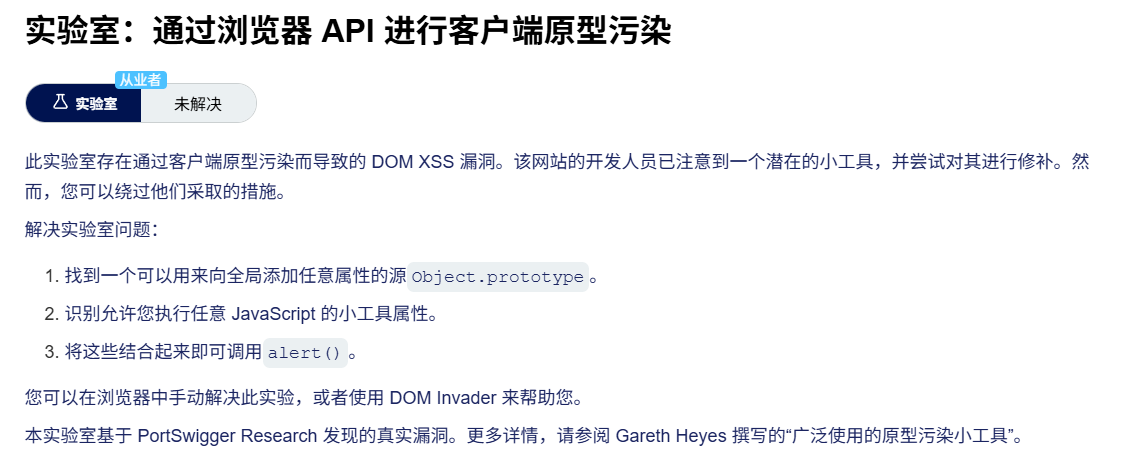 实验室：通过浏览器 API 进行客户端原型污染
从业者
实验室 未解决
此实验室存在通过客户端原型污染而导致的 DOM XSS 漏洞。该网站的开发人员已注意到一个潜在的小工具，并尝试对其进行修补。然
而，您可以绕过他们采取的措施。
解决实验室问题：
1. 找到一个可以用来向全局添加任意属性的源Object.prototype。
2. 识别允许您执行任意 JavaScript 的小工具属性。
3. 将这些结合起来即可调用alert()。
您可以在浏览器中手动解决此实验，或者使用 DOM Invader 来帮助您。
本实验室基于 PortSwigger Research 发现的真实漏洞。更多详情，请参阅 Gareth Heyes 撰写的“广泛使用的原型污染小工具”。